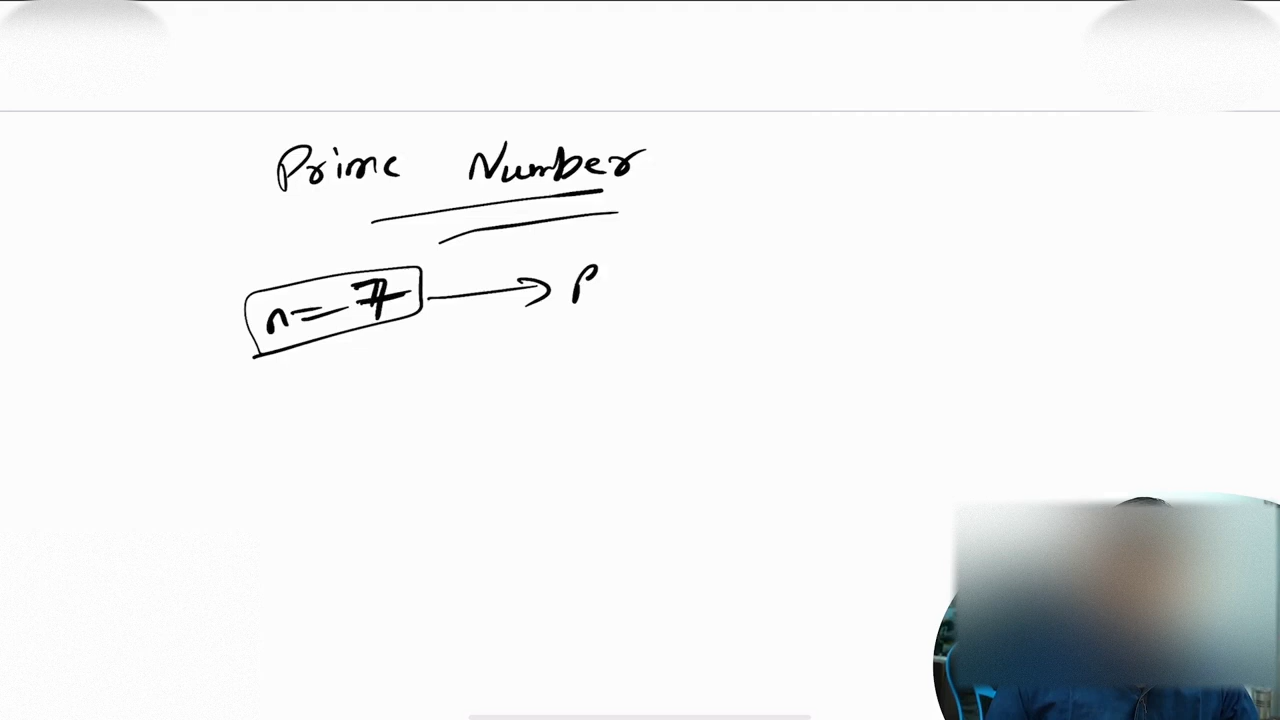 Prime Number
n = 7 → P